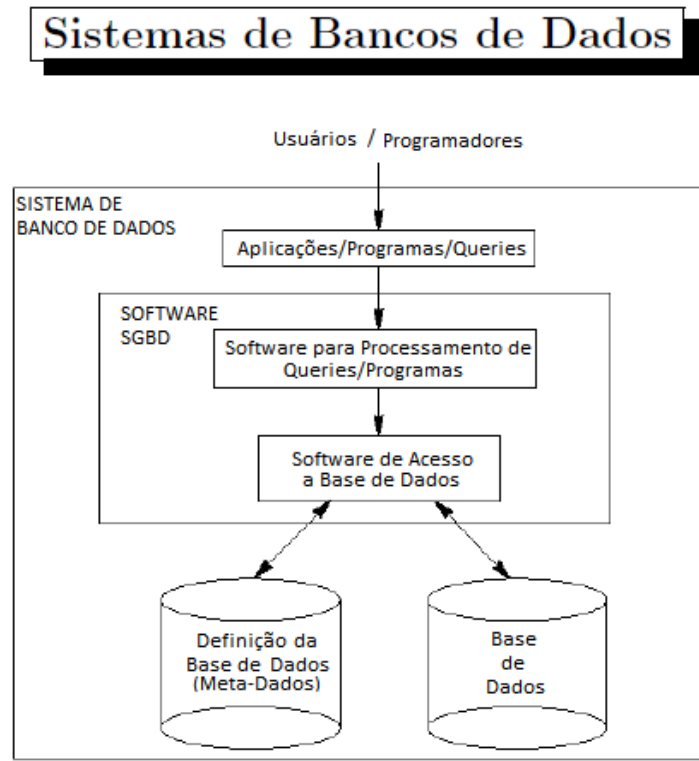 Sistemas de Bancos de Dados
Usuários / Programadores
SISTEMA DE
BANCO DE DADOS
Aplicações/Programas/Queries
SOFTWARE
SGBD
Software para Processamento de
Queries/Programas
Software de Acesso
a Base de Dados
Definição da
Base de Dados
(Meta-Dados)
Base
de
Dados